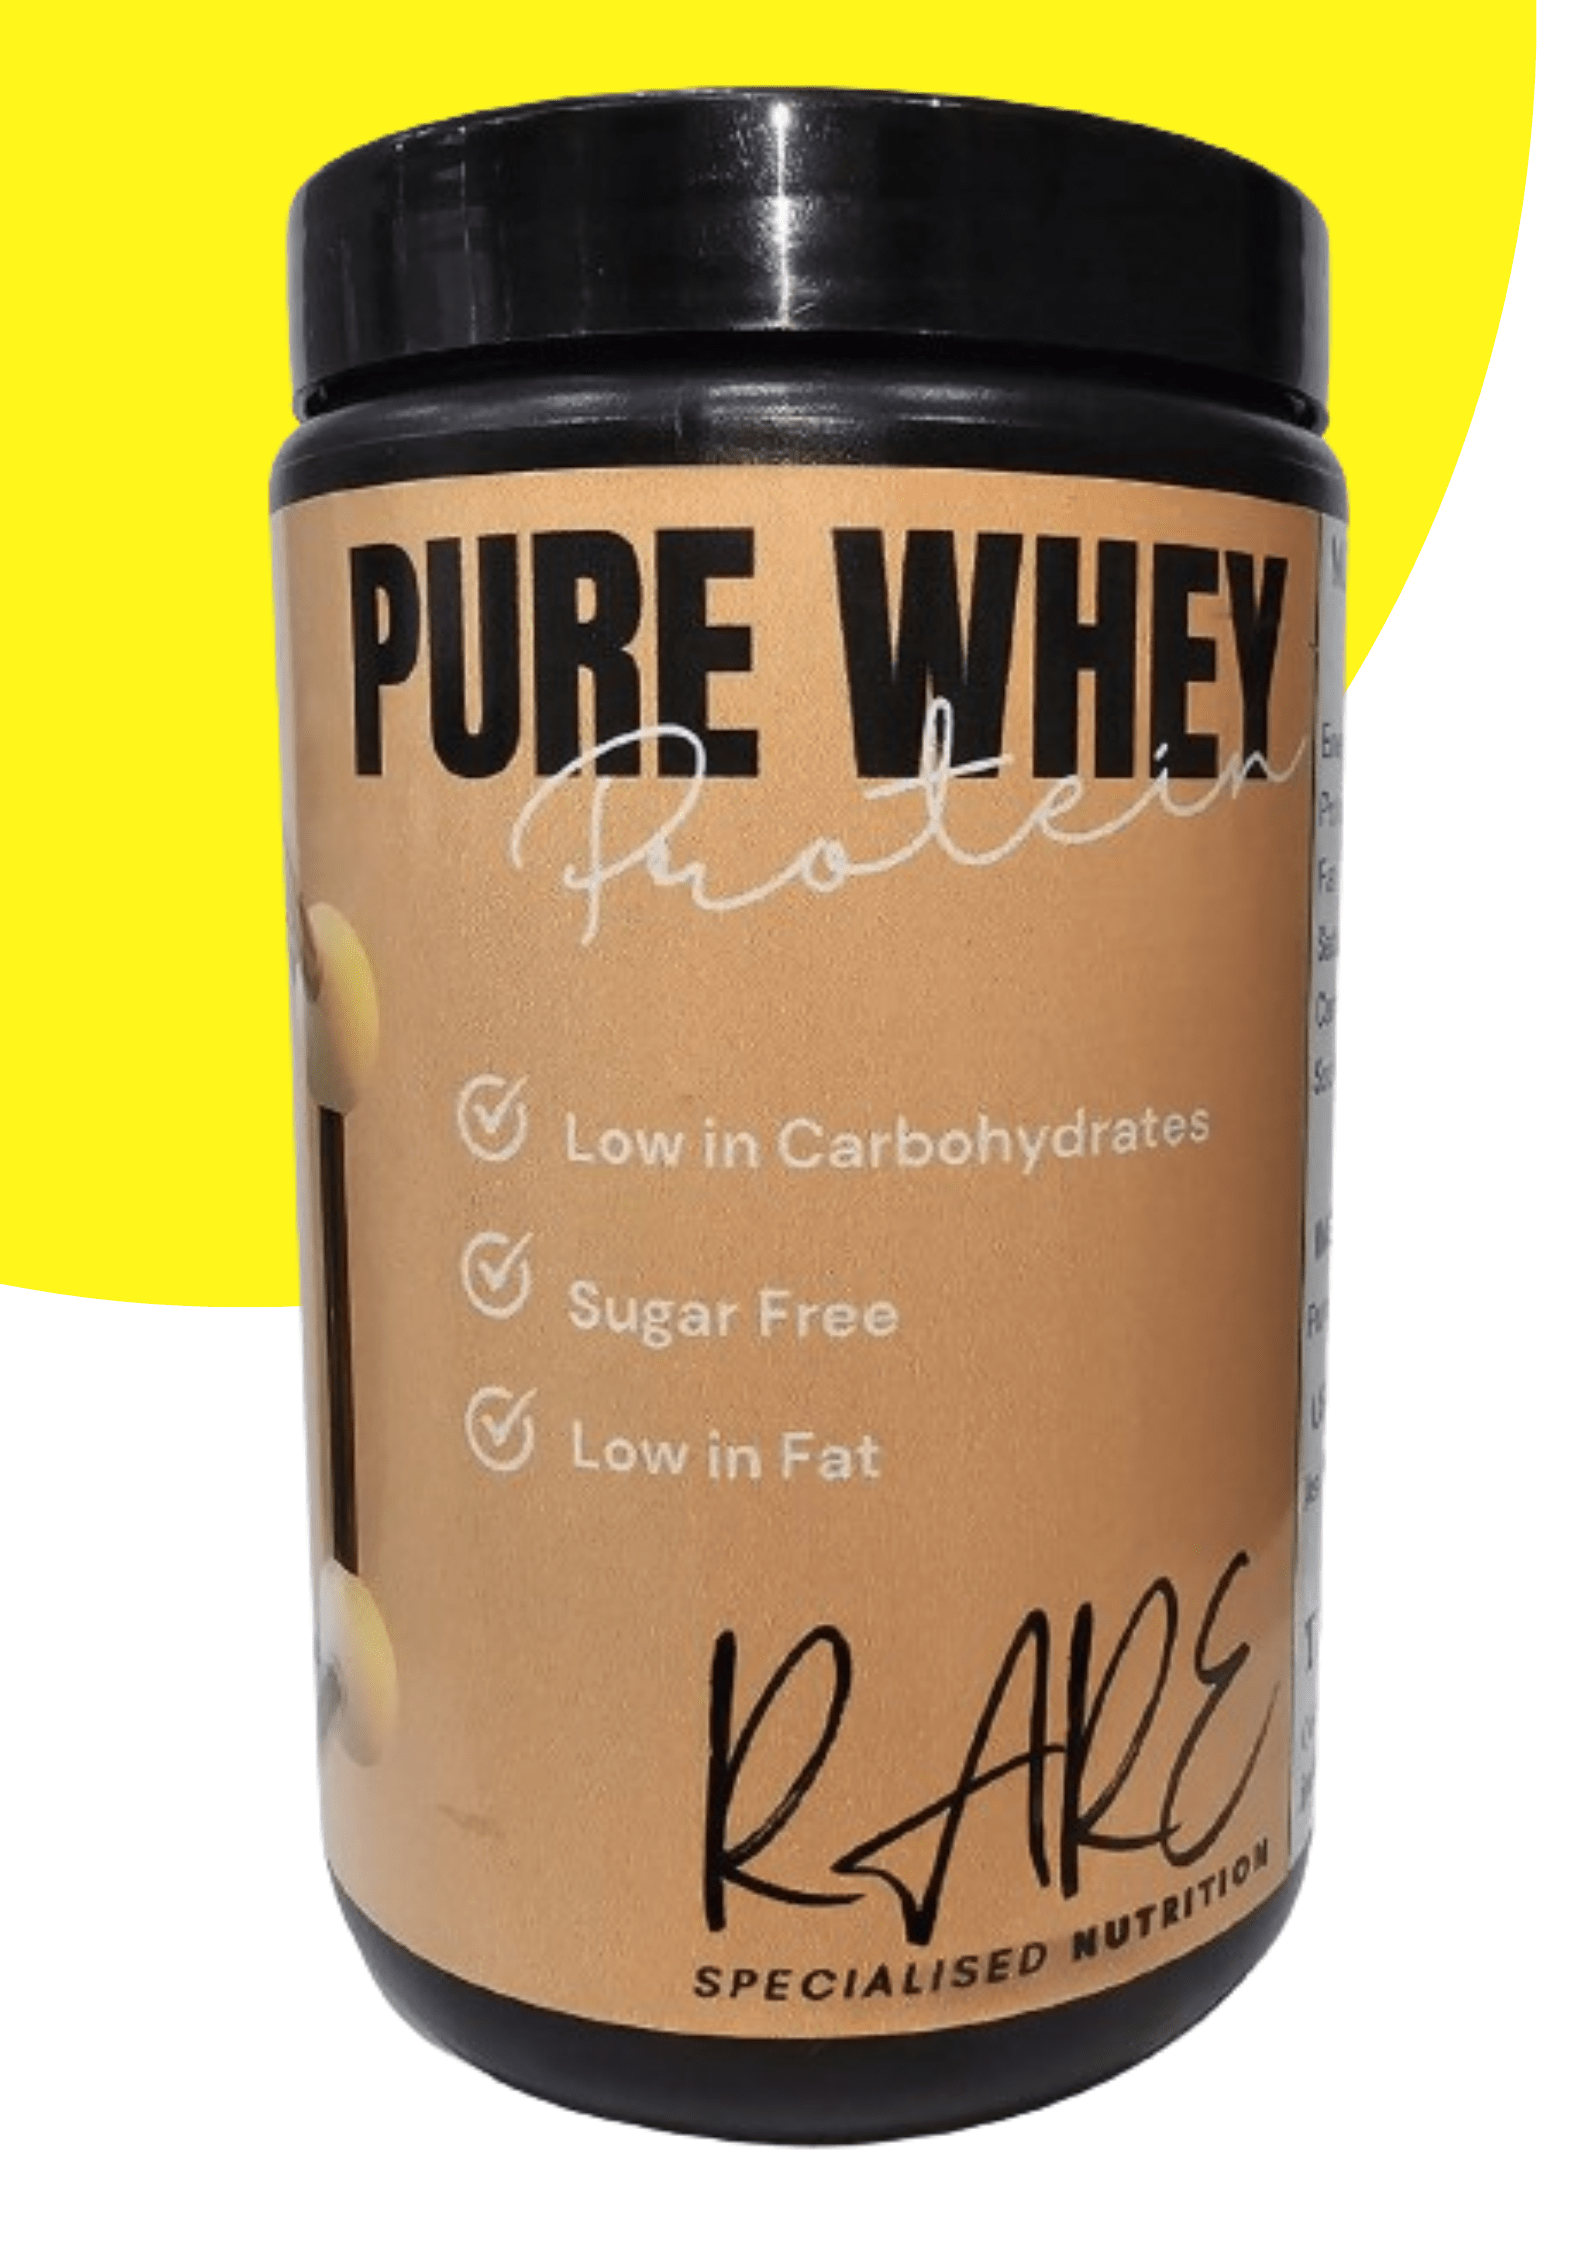 PURE WHEY
Protein
Low in Carbohydrates
Sugar Free
Low in Fat
RARE
SPECIALISED NUTRITION